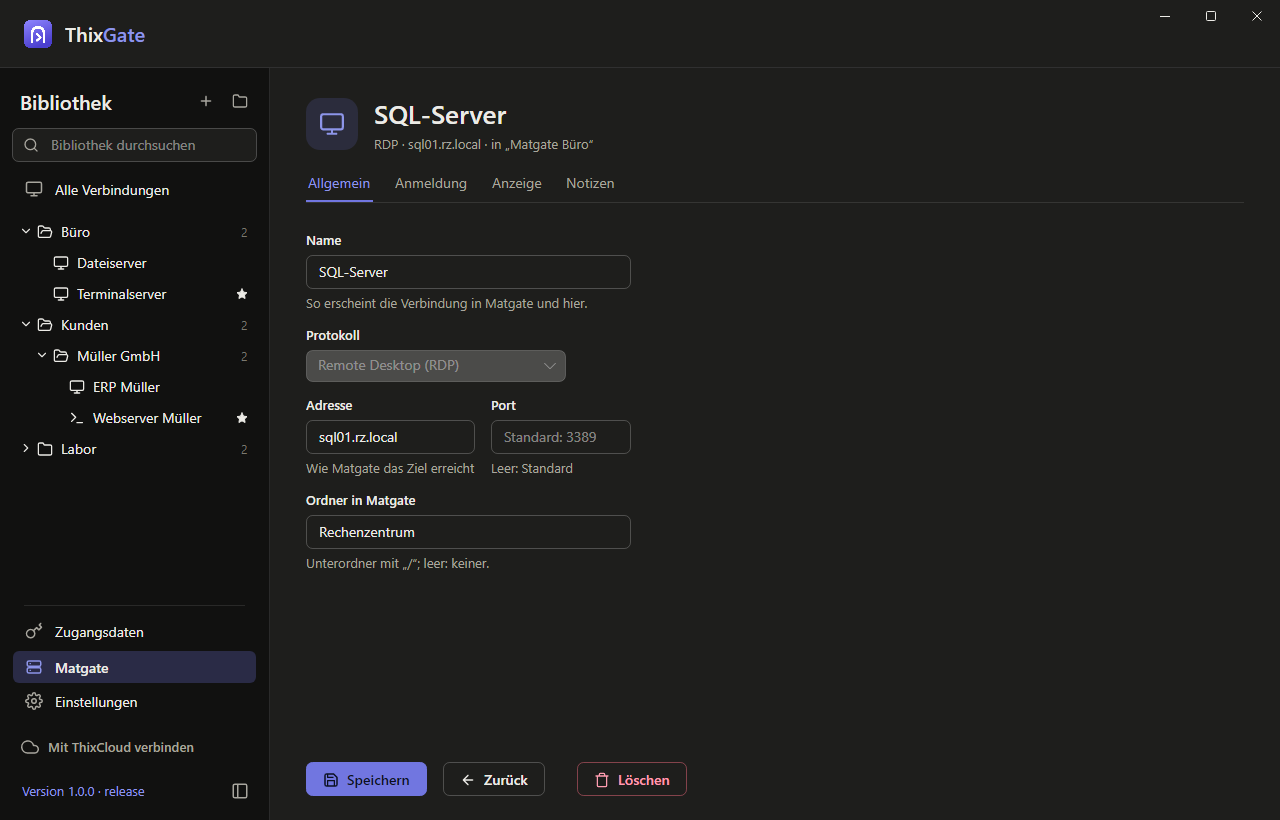 ThixGate
Bibliothek
Bibliothek durchsuchen
Alle Verbindungen
Büro 2
Dateiserver
Terminalserver
Kunden 2
Müller GmbH 2
ERP Müller
Webserver Müller
Labor 2
Zugangsdaten
Matgate
Einstellungen
Mit ThixCloud verbinden
Version 1.0.0 · release
SQL-Server
RDP · sql01.rz.local · in „Matgate Büro“
Allgemein Anmeldung Anzeige Notizen
Name
SQL-Server
So erscheint die Verbindung in Matgate und hier.
Protokoll
Remote Desktop (RDP)
Adresse Port
sql01.rz.local Standard: 3389
Wie Matgate das Ziel erreicht Leer: Standard
Ordner in Matgate
Rechenzentrum
Unterordner mit „/“; leer: keiner.
Speichern Zurück Löschen